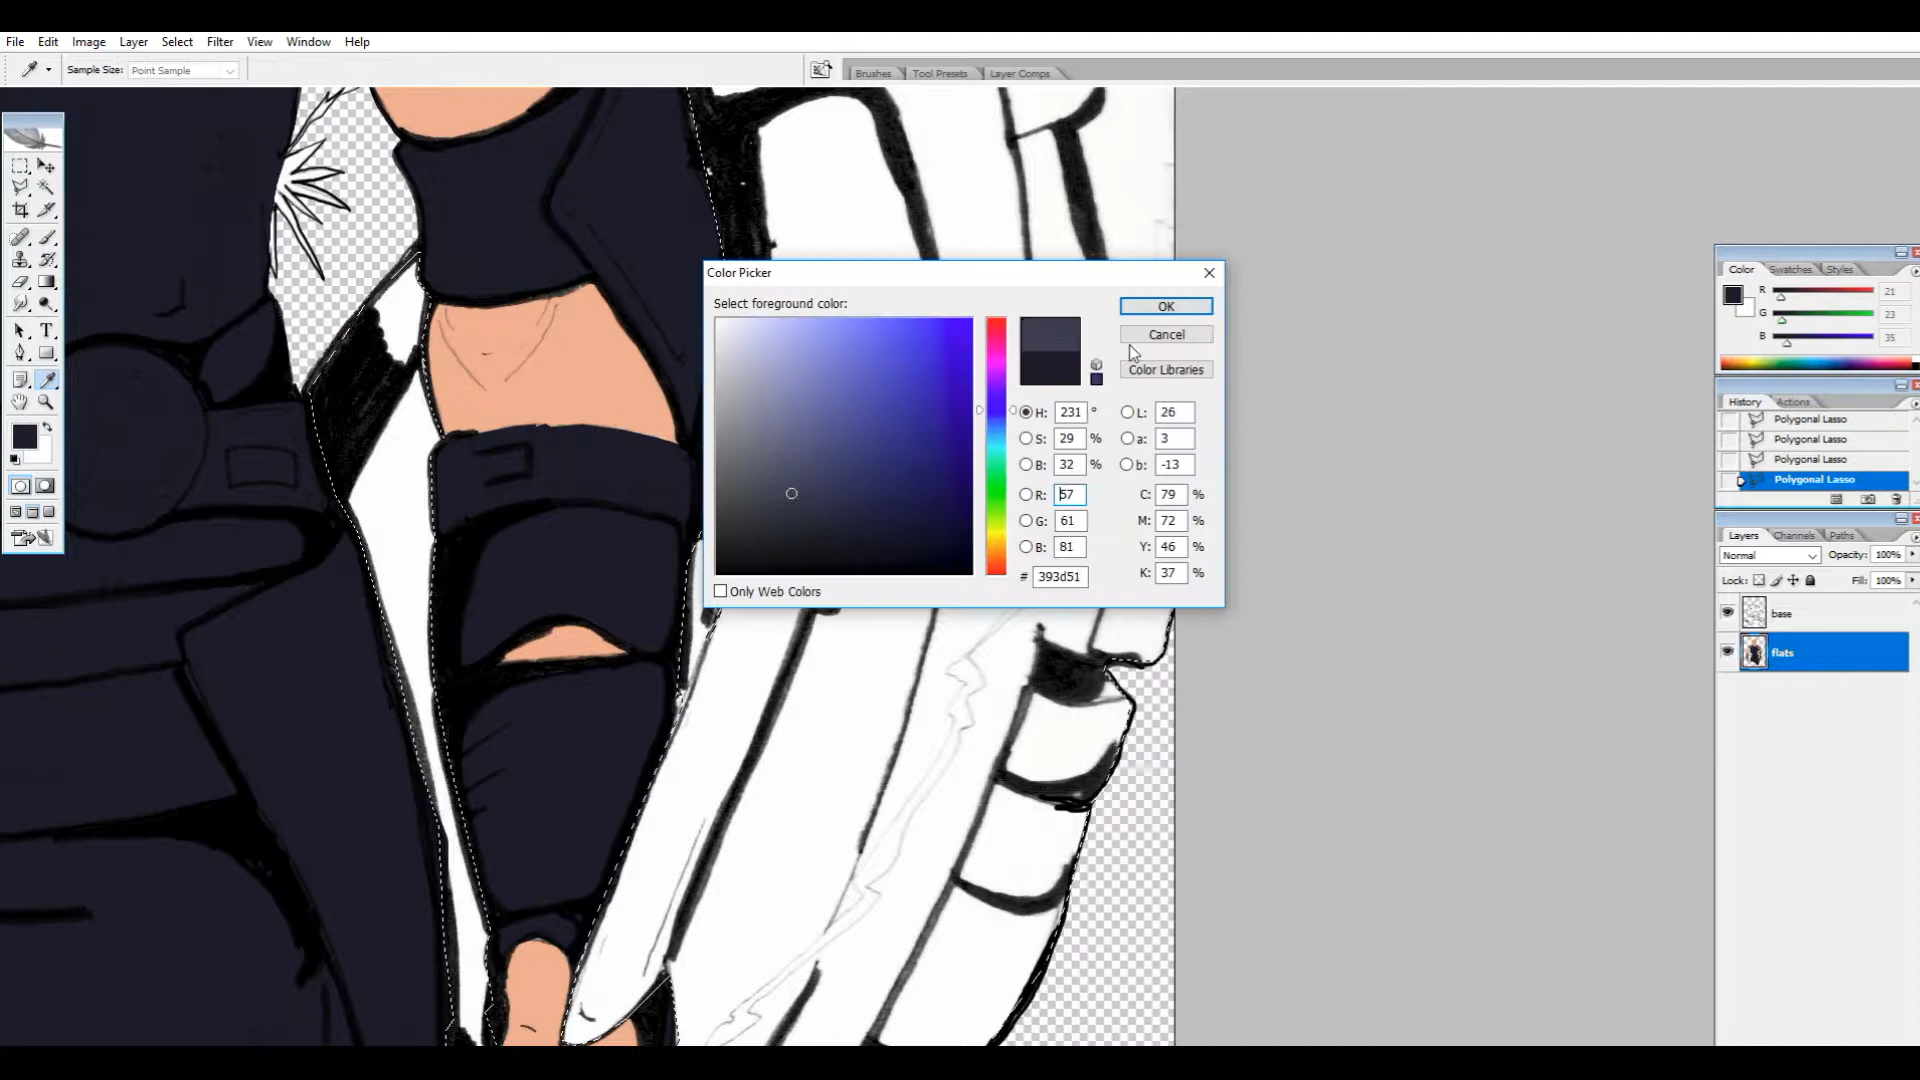 File Edit Image Layer Select Filter View Window Help
Sample Size: Point Sample
Brushes Tool Presets Layer Comps
Color Picker
Select foreground color:
OK
Cancel
Color Libraries
H: 231 °
S: 29 %
B: 32 %
R: 57
G: 61
B: 81
# 393d51
L: 26
a: 3
b: -13
C: 79 %
M: 72 %
Y: 46 %
K: 37 %
Only Web Colors
Color Swatches Styles
R 21
G 23
B 35
History Actions
Polygonal Lasso
Polygonal Lasso
Polygonal Lasso
Polygonal Lasso
Layers Channels Paths
Normal Opacity: 100%
Lock: Fill: 100%
base
flats